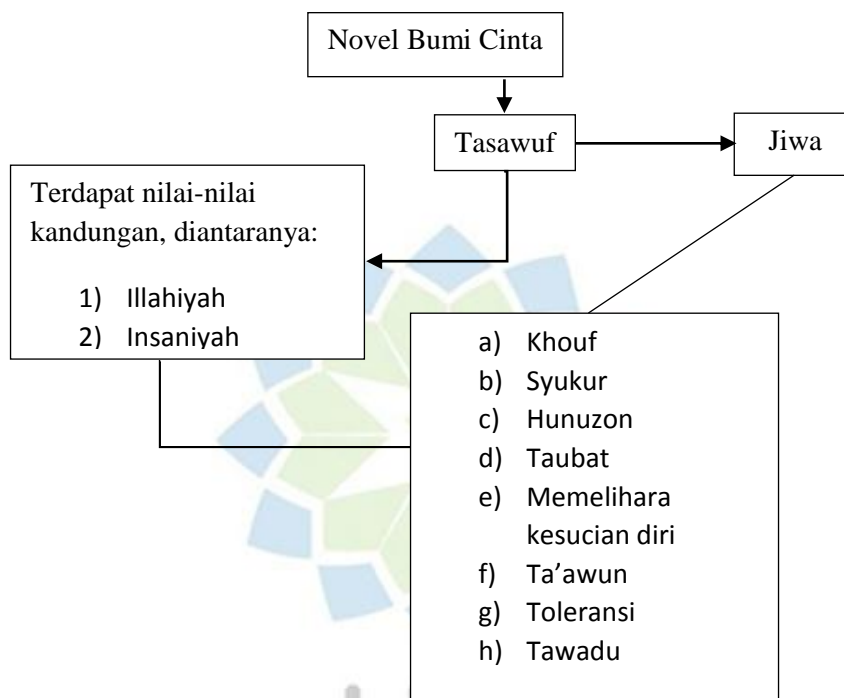 Novel Bumi Cinta
Tasawuf
Jiwa
Terdapat nilai-nilai
kandungan, diantaranya:
1) Illahiyah
2) Insaniyah
a) Khouf
b) Syukur
c) Hunuzon
d) Taubat
e) Memelihara
kesucian diri
f) Ta’awun
g) Toleransi
h) Tawadu